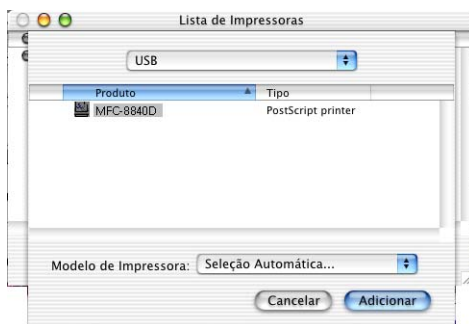 Lista de Impressoras
USB
Produto Tipo
MFC-8840D PostScript printer
Modelo de Impressora: Seleção Automática...
Cancelar Adicionar